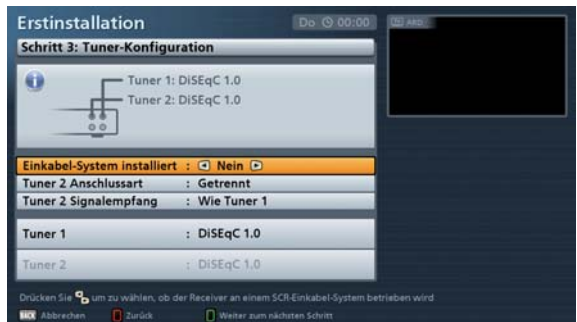 Erstinstallation
Do 00:00
ARD
Schritt 3: Tuner-Konfiguration
Tuner 1: DiSEqC 1.0
Tuner 2: DiSEqC 1.0
Einkabel-System installiert : Nein
Tuner 2 Anschlussart : Getrennt
Tuner 2 Signalempfang : Wie Tuner 1
Tuner 1 : DiSEqC 1.0
Tuner 2 : DiSEqC 1.0
Drücken Sie um zu wählen, ob der Receiver an einem SCR-Einkabel-System betrieben wird
BACK Abbrechen Zurück Weiter zum nächsten Schritt